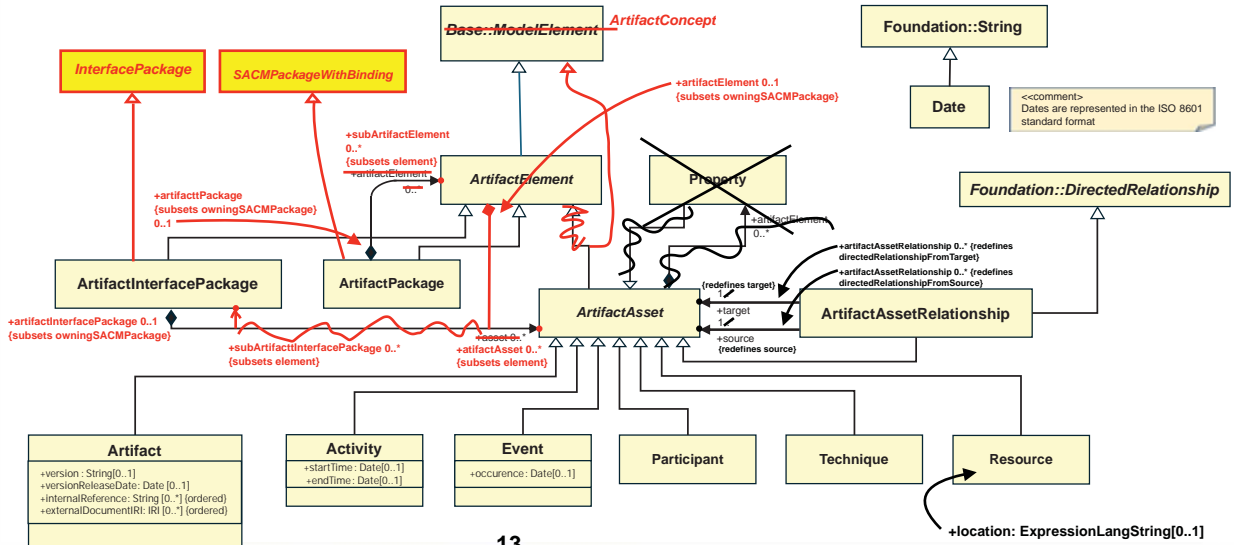 Base::ModelElement
ArtifactConcept
Foundation::String
InterfacePackage
SACMPackageWithBinding
+artifactElement 0..1
{subsets owningSACMPackage}
Date
<<comment>
Dates are represented in the ISO 8601
standard format
+subArtifactElement
0..*
{subsets element}
+artifactElement
0..*
ArtifactElement
Property
Foundation::DirectedRelationship
+artifacttPackage
{subsets owningSACMPackage}
0..1
+artifactElement
0..*
+artifactAssetRelationship 0..* {redefines
directedRelationshipFromTarget}
+artifactAssetRelationship 0..* {redefines
directedRelationshipFromSource}
ArtifactInterfacePackage
ArtifactPackage
{redefines target}
1
+target
1
+source
{redefines source}
ArtifactAsset
ArtifactAssetRelationship
+artifactInterfacePackage 0..1
{subsets owningSACMPackage}
+subArtifacttInterfacePackage 0..*
{subsets element}
+asset 0..*
+atifactAsset 0..*
{subsets element}
Artifact
+version : String[0..1]
+versionReleaseDate: Date [0..1]
+internalReference: String [0..*] {ordered}
+externalDocumentIRI: IRI [0..*] {ordered}
Activity
+startTime : Date[0..1]
+endTime : Date[0..1]
Event
+occurence : Date[0..1]
Participant
Technique
Resource
+location: ExpressionLangString[0..1]
13